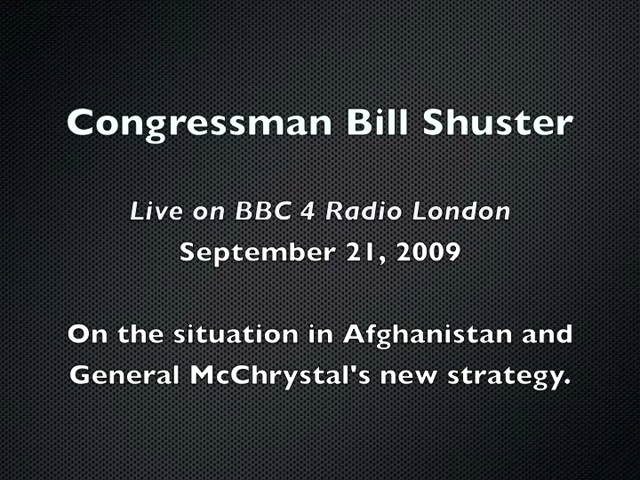 Congressman Bill Shuster
Live on BBC 4 Radio London
September 21, 2009
On the situation in Afghanistan and
General McChrystal's new strategy.